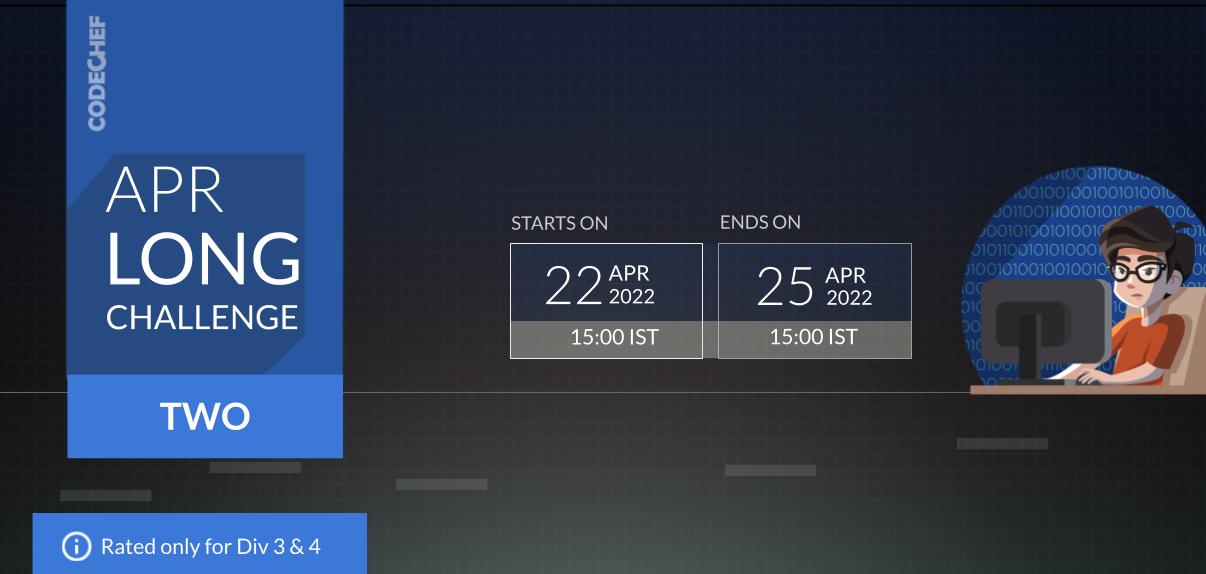 CODECHEF
APR
LONG
CHALLENGE
TWO
STARTS ON
22 APR 2022
15:00 IST
ENDS ON
25 APR 2022
15:00 IST
Rated only for Div 3 & 4